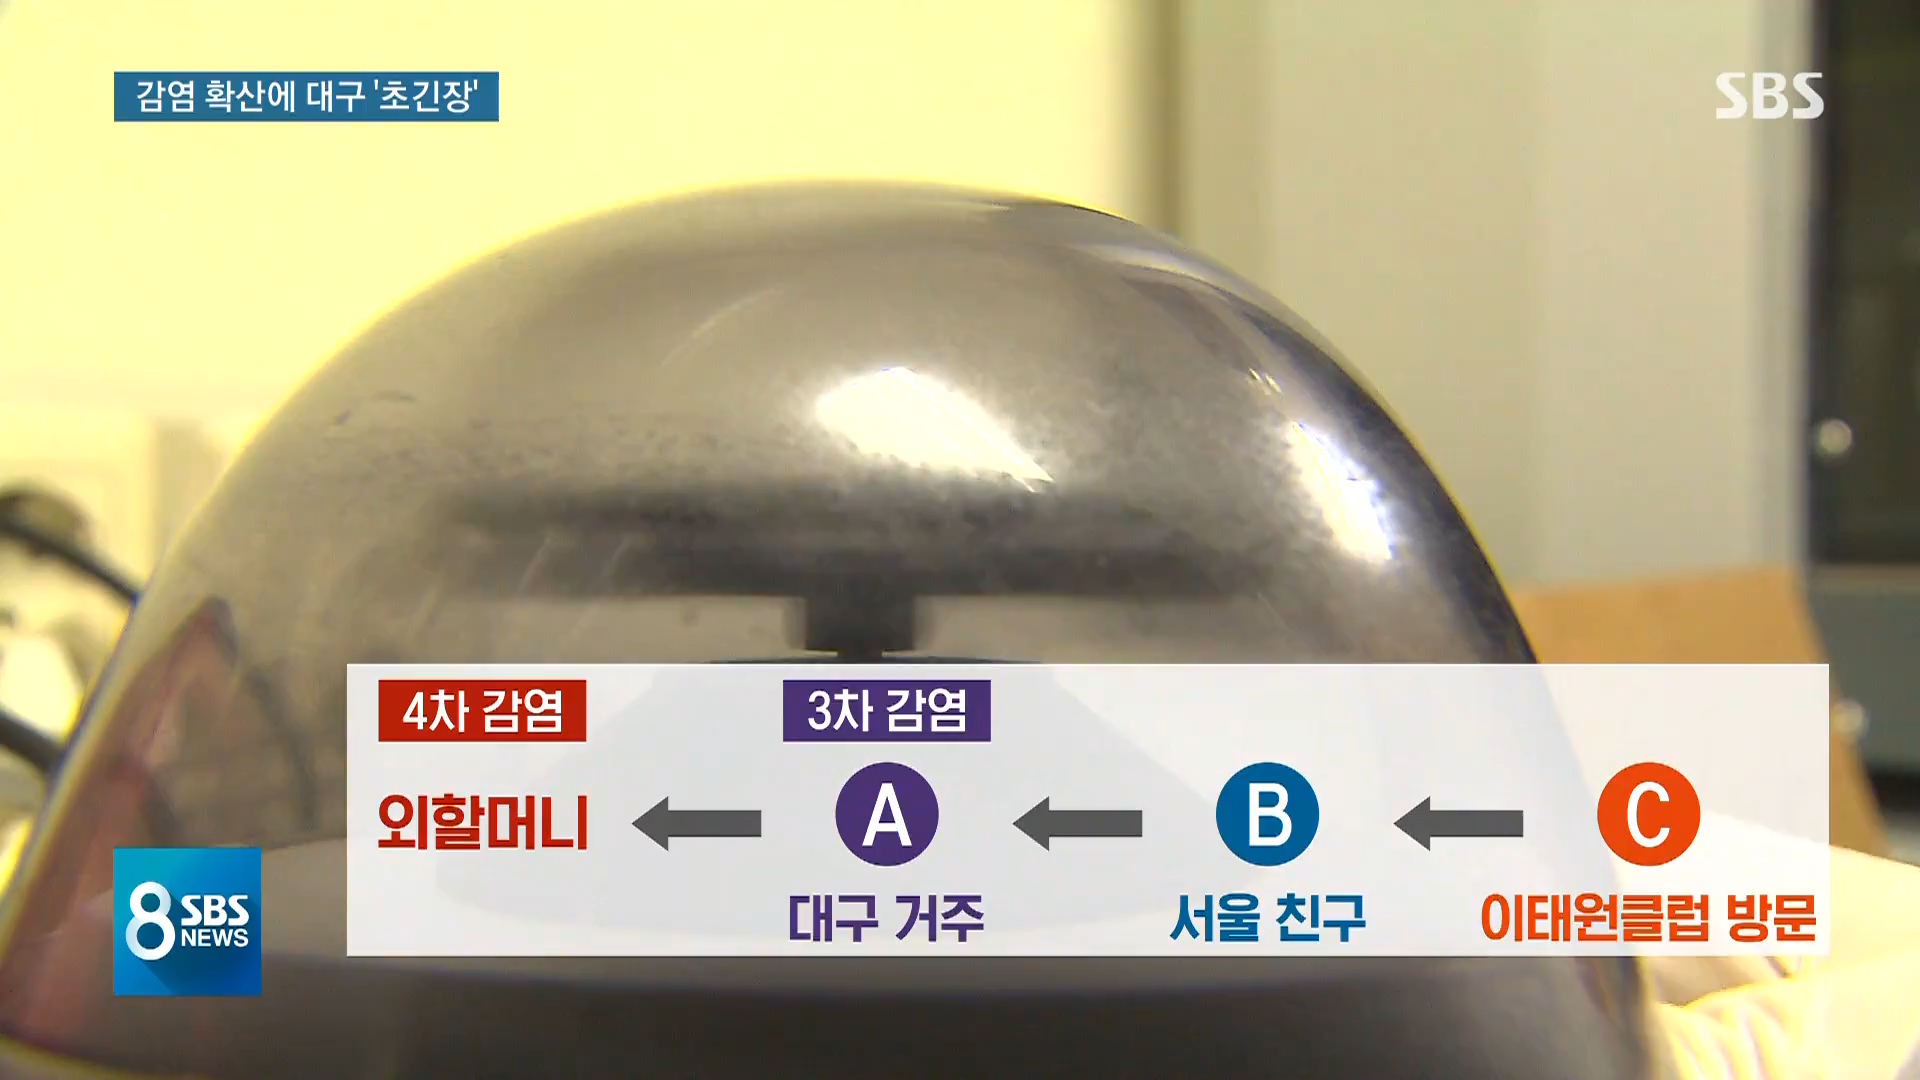 감염 확산에 대구 '초긴장'
SBS
4차 감염
3차 감염
외할머니
A
B
C
대구 거주
서울 친구
이태원클럽 방문
8 SBS NEWS